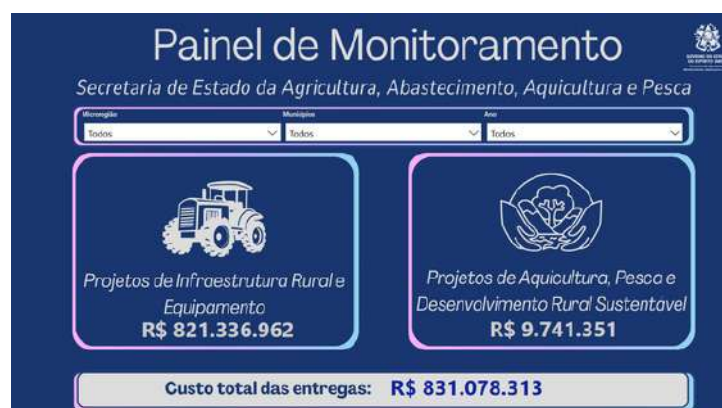 Painel de Monitoramento
Secretaria de Estado da Agricultura, Abastecimento, Aquicultura e Pesca
Microrregião
Municípios
Ano
Todos
Todos
Todos
Projetos de Infraestrutura Rural e
Equipamento
R$ 821.336.962
Projetos de Aquicultura, Pesca e
Desenvolvimento Rural Sustentável
R$ 9.741.351
Custo total das entregas: R$ 831.078.313